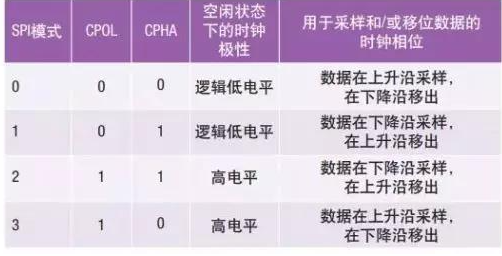 SPI模式 CPOL CPHA 空闲状态下的时钟极性 用于采样和/或移位数据的时钟相位
0 0 0 逻辑低电平 数据在上升沿采样，在下降沿移出
1 0 1 逻辑低电平 数据在下降沿采样，在上升沿移出
2 1 1 高电平 数据在下降沿采样，在上升沿移出
3 1 0 高电平 数据在上升沿采样，在下降沿移出